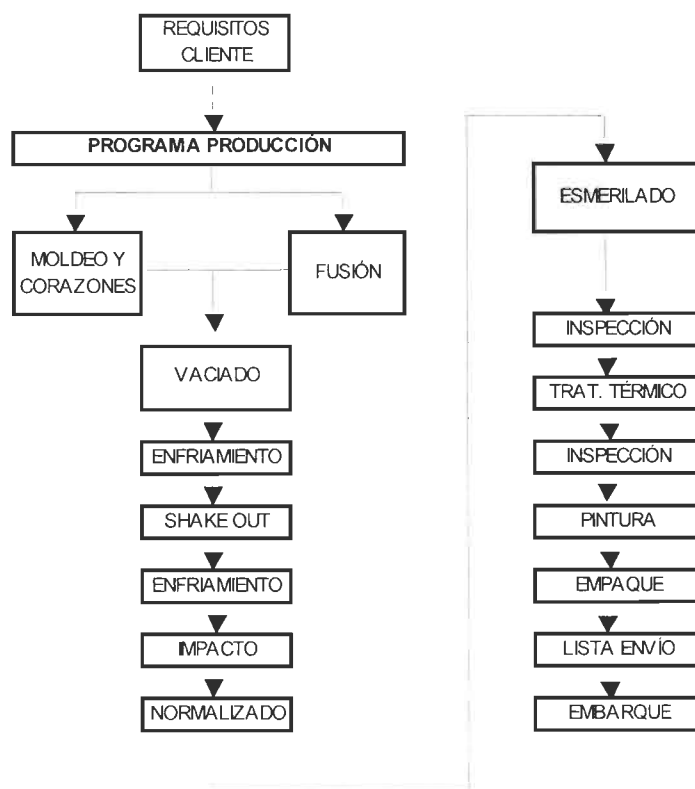 REQUISITOS
CLIENTE
PROGRAMA PRODUCCIÓN
MOLDEO Y
CORAZONES
FUSIÓN
VACIADO
ENFRIAMIENTO
SHAKE OUT
ENFRIAMIENTO
IMPACTO
NORMALIZADO
ESMERILADO
INSPECCIÓN
TRAT. TÉRMICO
INSPECCIÓN
PINTURA
EMPAQUE
LISTA ENVÍO
EMBARQUE